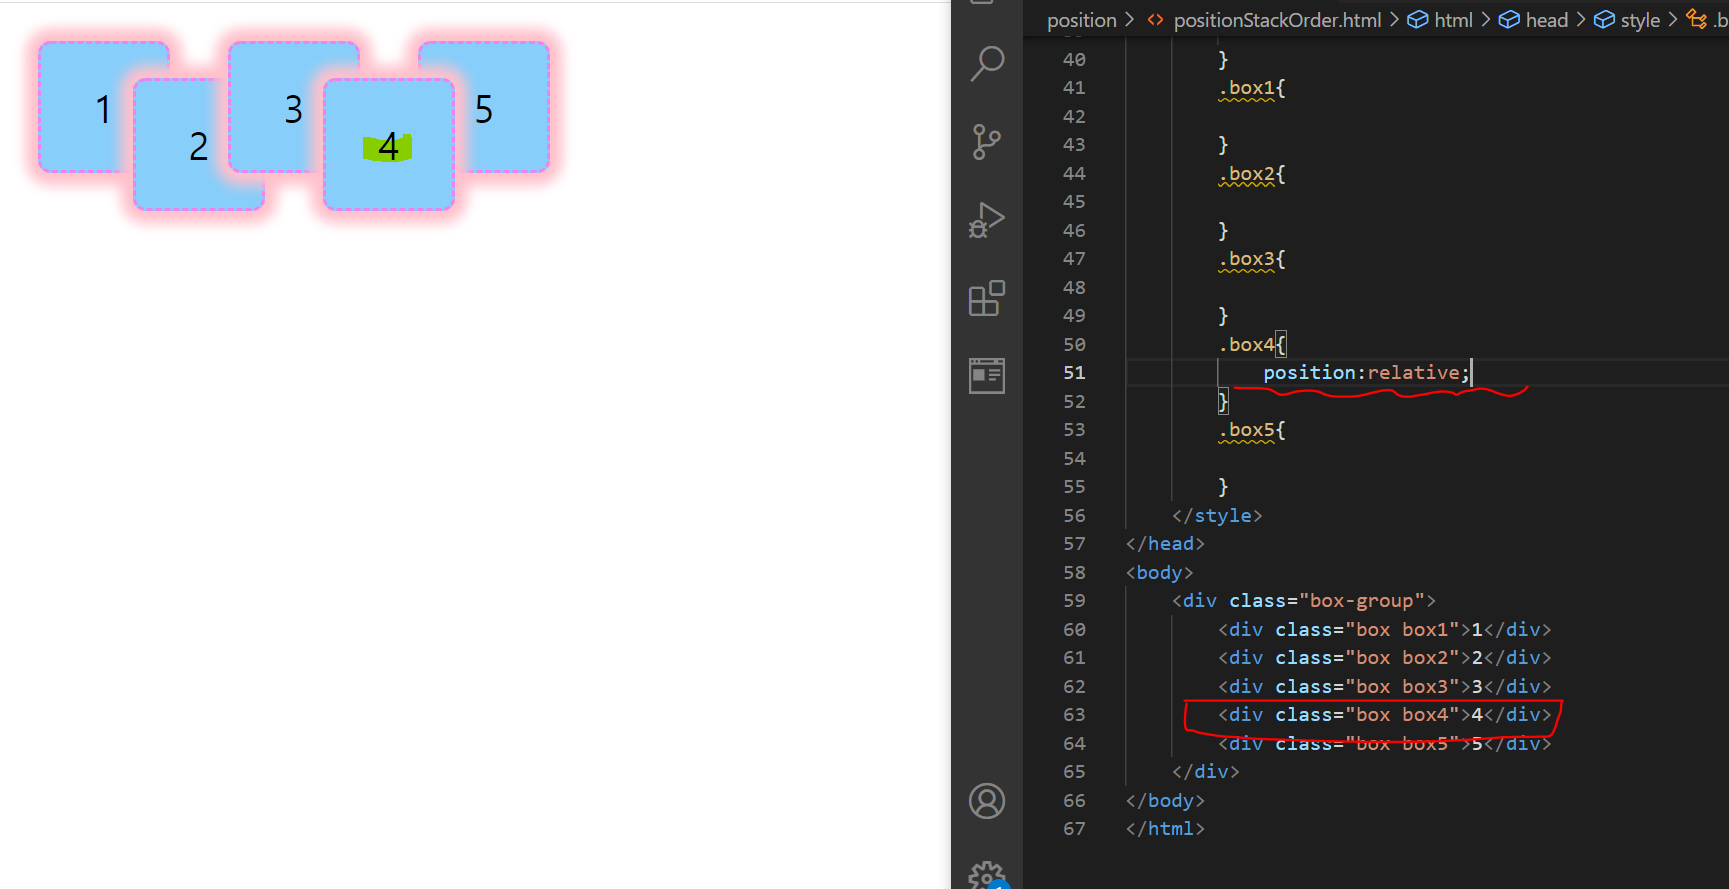 1
2
3
4
5
position > <> positionStackOrder.html > html > head > style > .b
40 }
41 .box1{
42
43 }
44 .box2{
45
46 }
47 .box3{
48
49 }
50 .box4{
51 position:relative;
52 }
53 .box5{
54
55 }
56 </style>
57 </head>
58 <body>
59 <div class="box-group">
60 <div class="box box1">1</div>
61 <div class="box box2">2</div>
62 <div class="box box3">3</div>
63 <div class="box box4">4</div>
64 <div class="box box5">5</div>
65 </div>
66 </body>
67 </html>